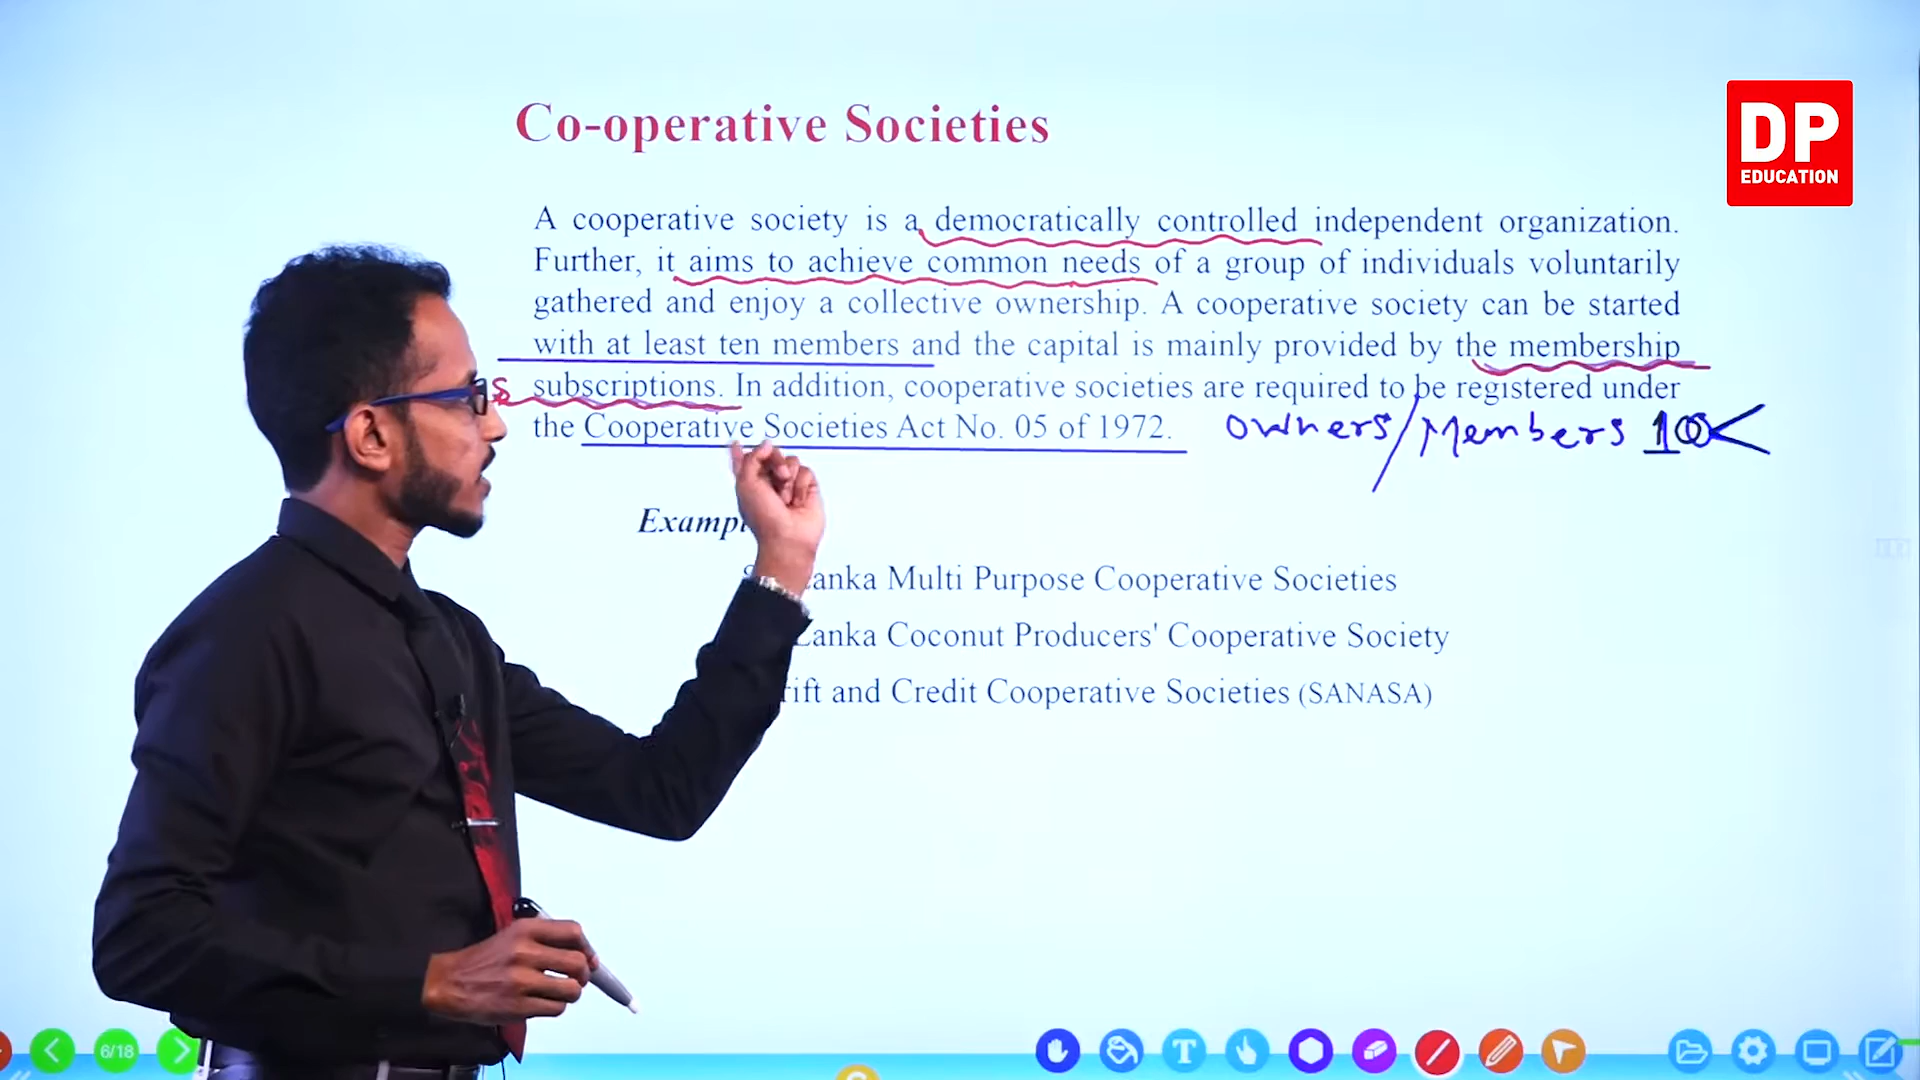 Co-operative Societies
DP
EDUCATION
A cooperative society is a democratically controlled independent organization.
Further, it aims to achieve common needs of a group of individuals voluntarily
gathered and enjoy a collective ownership. A cooperative society can be started
with at least ten members and the capital is mainly provided by the membership
subscriptions. In addition, cooperative societies are required to be registered under
the Cooperative Societies Act No. 05 of 1972.
Owners/Members 10<
Exampl
Lanka Multi Purpose Cooperative Societies
Lanka Coconut Producers' Cooperative Society
rift and Credit Cooperative Societies (SANASA)
6/18